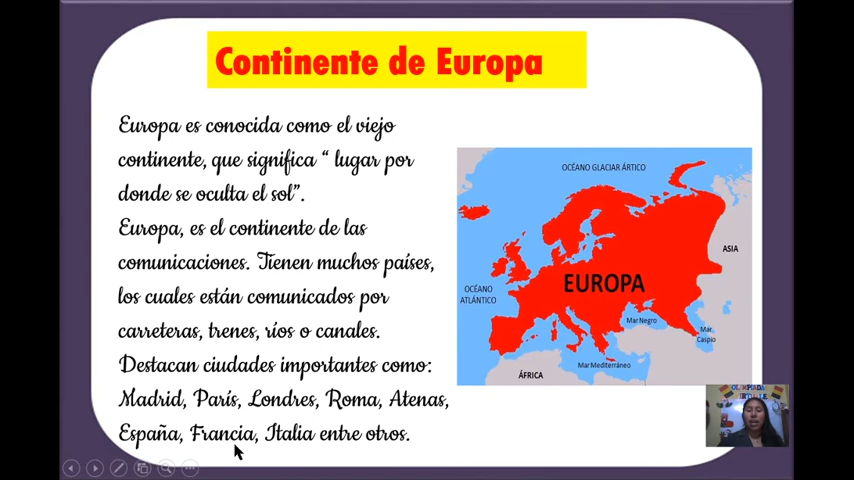 Continente de Europa
Europa es conocida como el viejo
continente, que significa “ lugar por
donde se oculta el sol”.
Europa, es el continente de las
comunicaciones. Tienen muchos países,
los cuales están comunicados por
carreteras, trenes, ríos o canales.
Destacan ciudades importantes como:
Madrid, París, Londres, Roma, Atenas,
España, Francia, Italia entre otros.
OCÉANO GLACIAR ÁRTICO
ASIA
EUROPA
OCÉANO
ATLÁNTICO
Mar Negro
Mar
Caspio
Mar Mediterráneo
ÁFRICA
OLIMPIADA